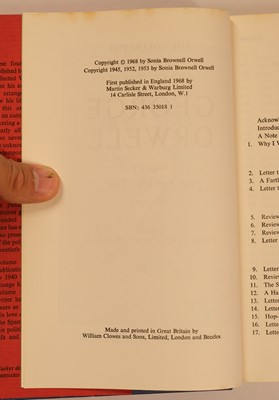 Copyright © 1968 by Sonia Brownell Orwell
Copyright 1945, 1952, 1953 by Sonia Brownell Orwell
First published in England 1968 by
Martin Secker & Warburg Limited
14 Carlisle Street, London, W.1
SBN: 436 35018 1
Made and printed in Great Britain by
William Clowes and Sons, Limited, London and Beccles
Acknow
Introduc
A Note
1. Why I V
2. Letter t
3. A Farth
4. Letter t
5. Review
6. Review
7. Review
8. Letter
9. Letter
10. Review
11. The S
12. A Ha
13. Letter
14. Letter
15. Hop-
16. Letter
17. Letter